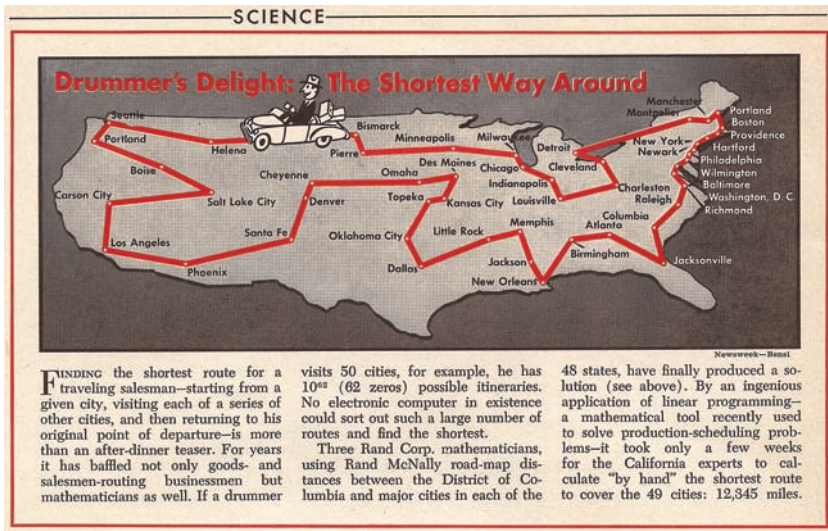 SCIENCE
Drummer's Delight: The Shortest Way Around
Seattle
Portland
Helena
Boise
Carson City
Salt Lake City
Los Angeles
Phoenix
Santa Fe
Denver
Cheyenne
Bismarck
Pierre
Minneapolis
Milwaukee
Chicago
Des Moines
Omaha
Topeka
Kansas City
Oklahoma City
Dallas
Little Rock
Memphis
Jackson
New Orleans
Indianapolis
Louisville
Detroit
Cleveland
Charleston
Manchester
Montpelier
Portland
Boston
Providence
New York
Newark
Hartford
Philadelphia
Wilmington
Baltimore
Washington, D. C.
Richmond
Raleigh
Columbia
Atlanta
Birmingham
Jacksonville
Newsweek—Benzi
FINDING the shortest route for a
traveling salesman—starting from a
given city, visiting each of a series of
other cities, and then returning to his
original point of departure—is more
than an after-dinner teaser. For years
it has baffled not only goods- and
salesmen-routing businessmen but
mathematicians as well. If a drummer
visits 50 cities, for example, he has
10⁶² (62 zeros) possible itineraries.
No electronic computer in existence
could sort out such a large number of
routes and find the shortest.
Three Rand Corp. mathematicians,
using Rand McNally road-map dis-
tances between the District of Co-
lumbia and major cities in each of the
48 states, have finally produced a so-
lution (see above). By an ingenious
application of linear programming—
a mathematical tool recently used
to solve production-scheduling prob-
lems—it took only a few weeks
for the California experts to cal-
culate "by hand" the shortest route
to cover the 49 cities: 12,345 miles.